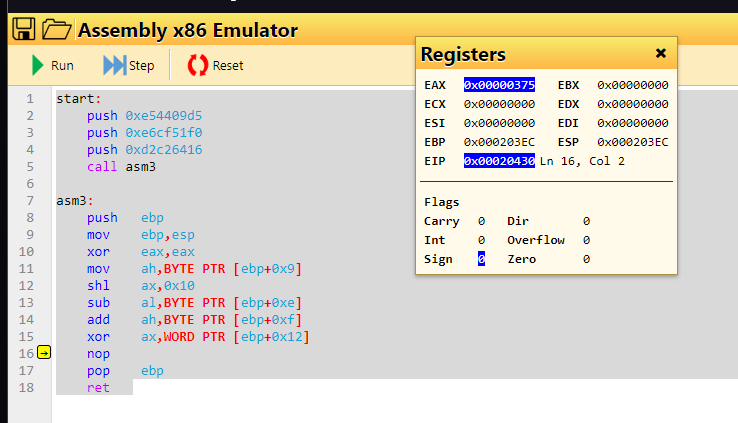 Assembly x86 Emulator
Run Step Reset
1 start:
2 push 0xe54409d5
3 push 0xe6cf51f0
4 push 0xd2c26416
5 call asm3
6
7 asm3:
8 push ebp
9 mov ebp,esp
10 xor eax,eax
11 mov ah,BYTE PTR [ebp+0x9]
12 shl ax,0x10
13 sub al,BYTE PTR [ebp+0xe]
14 add ah,BYTE PTR [ebp+0xf]
15 xor ax,WORD PTR [ebp+0x12]
16 nop
17 pop ebp
18 ret
Registers ×
EAX 0x00000375 EBX 0x00000000
ECX 0x00000000 EDX 0x00000000
ESI 0x00000000 EDI 0x00000000
EBP 0x000203EC ESP 0x000203EC
EIP 0x00020430 Ln 16, Col 2
Flags
Carry 0 Dir 0
Int 0 Overflow 0
Sign 0 Zero 0